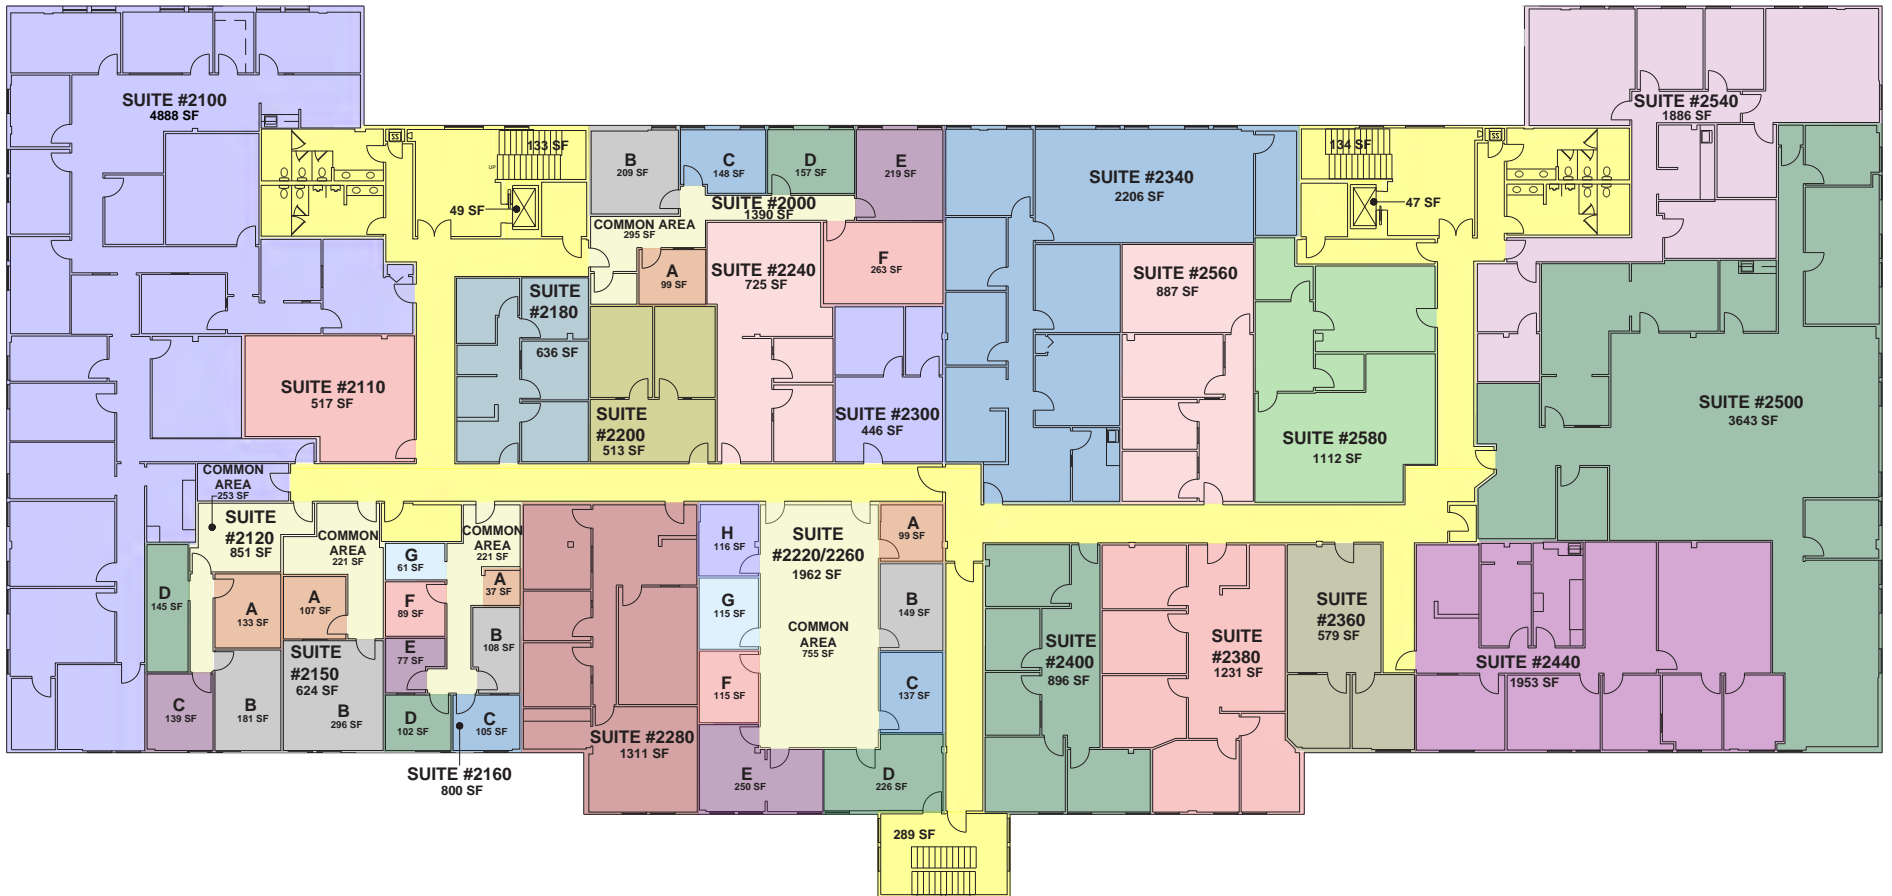 SUITE #2100
4888 SF
133 SF
UP
49 SF
B
209 SF
C
148 SF
D
157 SF
E
219 SF
SUITE #2000
1390 SF
COMMON AREA
295 SF
A
99 SF
F
263 SF
SUITE #2240
725 SF
SUITE #2340
2206 SF
134 SF
47 SF
SUITE #2540
1886 SF
SUITE
#2180
636 SF
SUITE #2560
887 SF
SUITE #2110
517 SF
SUITE
#2200
513 SF
SUITE #2300
446 SF
SUITE #2580
1112 SF
SUITE #2500
3643 SF
COMMON
AREA
253 SF
SUITE
#2120
851 SF
COMMON
AREA
221 SF
COMMON
AREA
221 SF
D
145 SF
A
133 SF
A
107 SF
G
61 SF
F
89 SF
E
77 SF
A
37 SF
B
108 SF
C
139 SF
B
181 SF
SUITE
#2150
624 SF
B
296 SF
D
102 SF
C
105 SF
SUITE #2160
800 SF
SUITE #2280
1311 SF
H
116 SF
G
115 SF
F
115 SF
E
250 SF
SUITE
#2220/2260
1962 SF
COMMON
AREA
755 SF
A
99 SF
B
149 SF
C
137 SF
D
226 SF
289 SF
SUITE
#2400
896 SF
SUITE
#2380
1231 SF
SUITE
#2360
579 SF
SUITE #2440
1953 SF